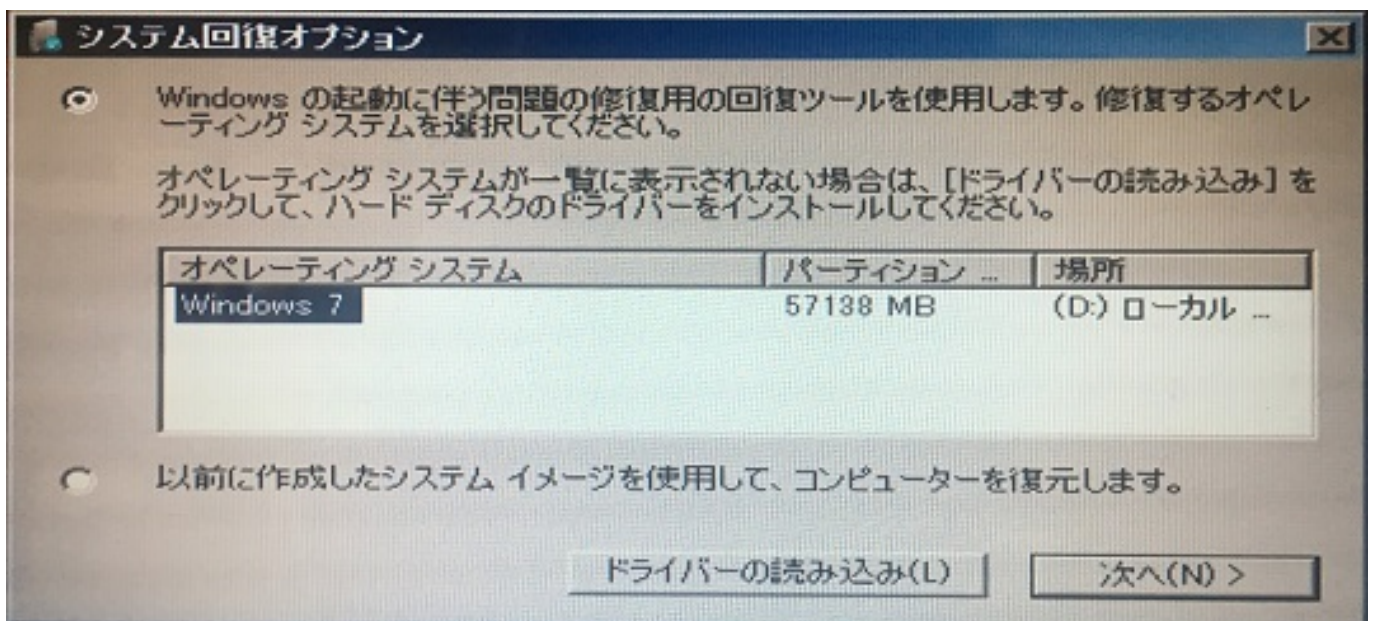 システム回復オプション
Windows の起動に伴う問題の修復用の回復ツールを使用します。修復するオペレ
ーティング システムを選択してください。
オペレーティング システムが一覧に表示されない場合は、[ドライバーの読み込み] を
クリックして、ハード ディスクのドライバーをインストールしてください。
オペレーティング システム パーティション ... 場所
Windows 7 57138 MB (D:) ローカル ...
以前に作成したシステム イメージを使用して、コンピューターを復元します。
ドライバーの読み込み(L) 次へ(N) >